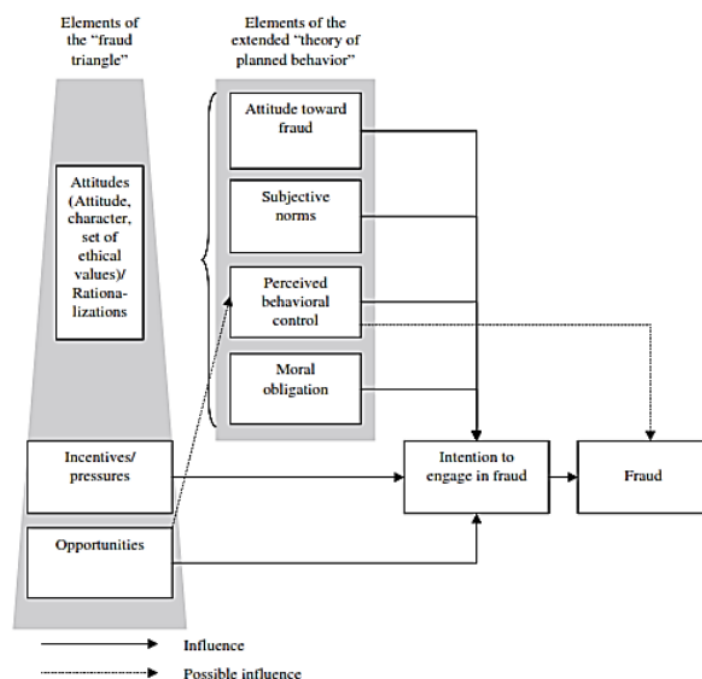 Elements of
the “fraud
triangle”
Elements of the
extended “theory of
planned behavior”
Attitude toward
fraud
Attitudes
(Attitude,
character,
set of
ethical
values)/
Rationa-
lizations
Subjective
norms
Perceived
behavioral
control
Moral
obligation
Incentives/
pressures
Intention to
engage in fraud
Fraud
Opportunities
Influence
Possible influence